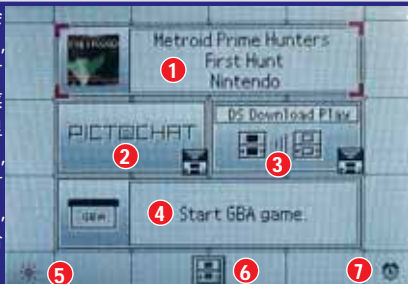 Metroid Prime Hunters
First Hunt
Nintendo
1
PICTOCHAT
2
DS Download Play
3
GBA
4 Start GBA game.
5
6
7